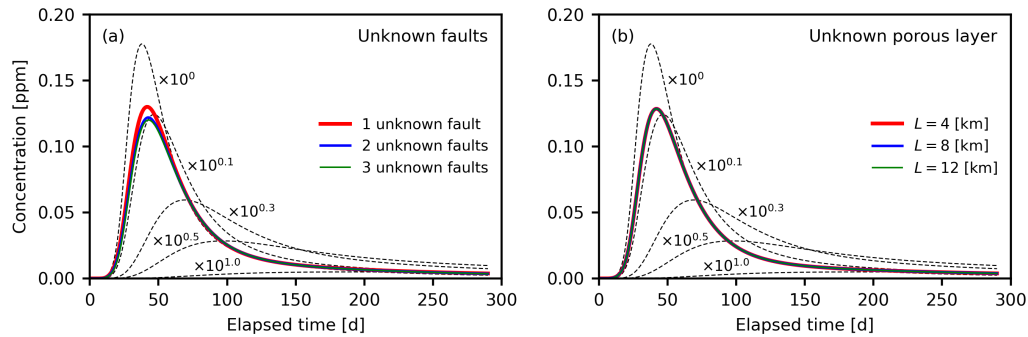 (a) Unknown faults
Concentration [ppm]
0.20
0.15
0.10
0.05
0.00
×10^0
×10^0.1
×10^0.3
×10^0.5
×10^1.0
1 unknown fault
2 unknown faults
3 unknown faults
0 50 100 150 200 250 300
Elapsed time [d]
(b) Unknown porous layer
0.20
0.15
0.10
0.05
0.00
×10^0
×10^0.1
×10^0.3
×10^0.5
×10^1.0
L = 4 [km]
L = 8 [km]
L = 12 [km]
0 50 100 150 200 250 300
Elapsed time [d]